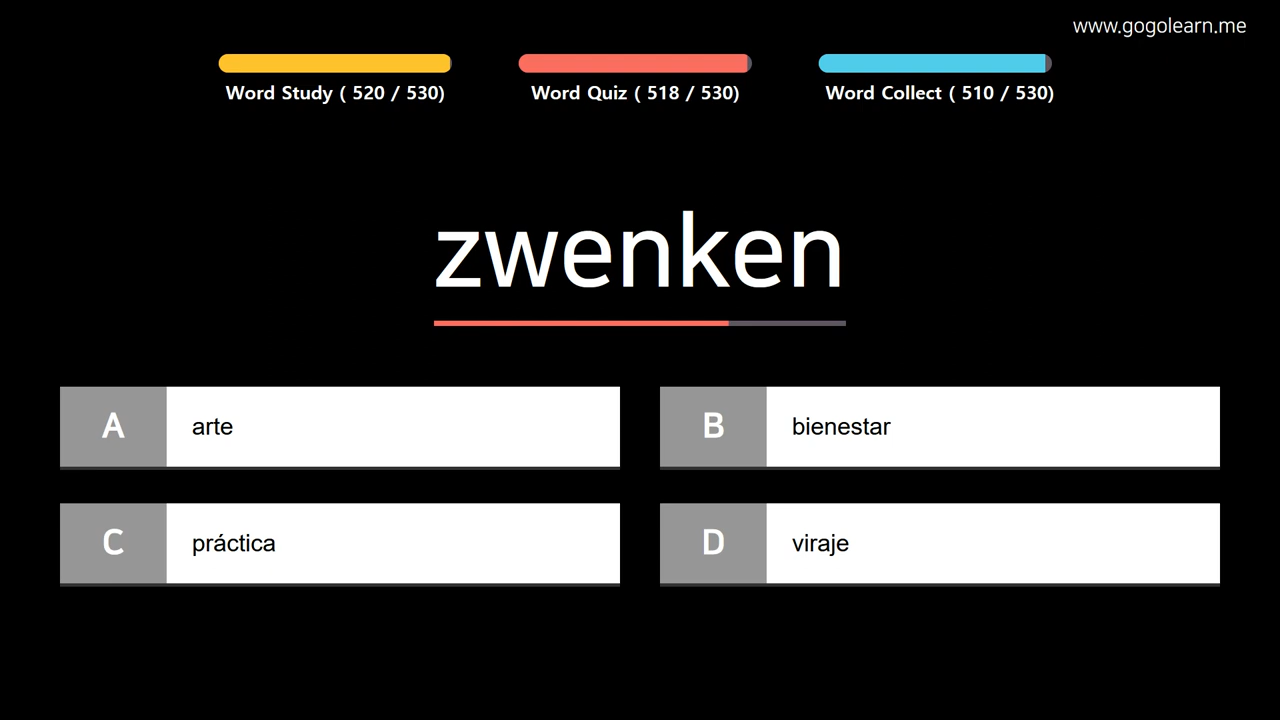 www.gogolearn.me
Word Study ( 520 / 530)
Word Quiz ( 518 / 530)
Word Collect ( 510 / 530)
zwenken
A arte
B bienestar
C práctica
D viraje